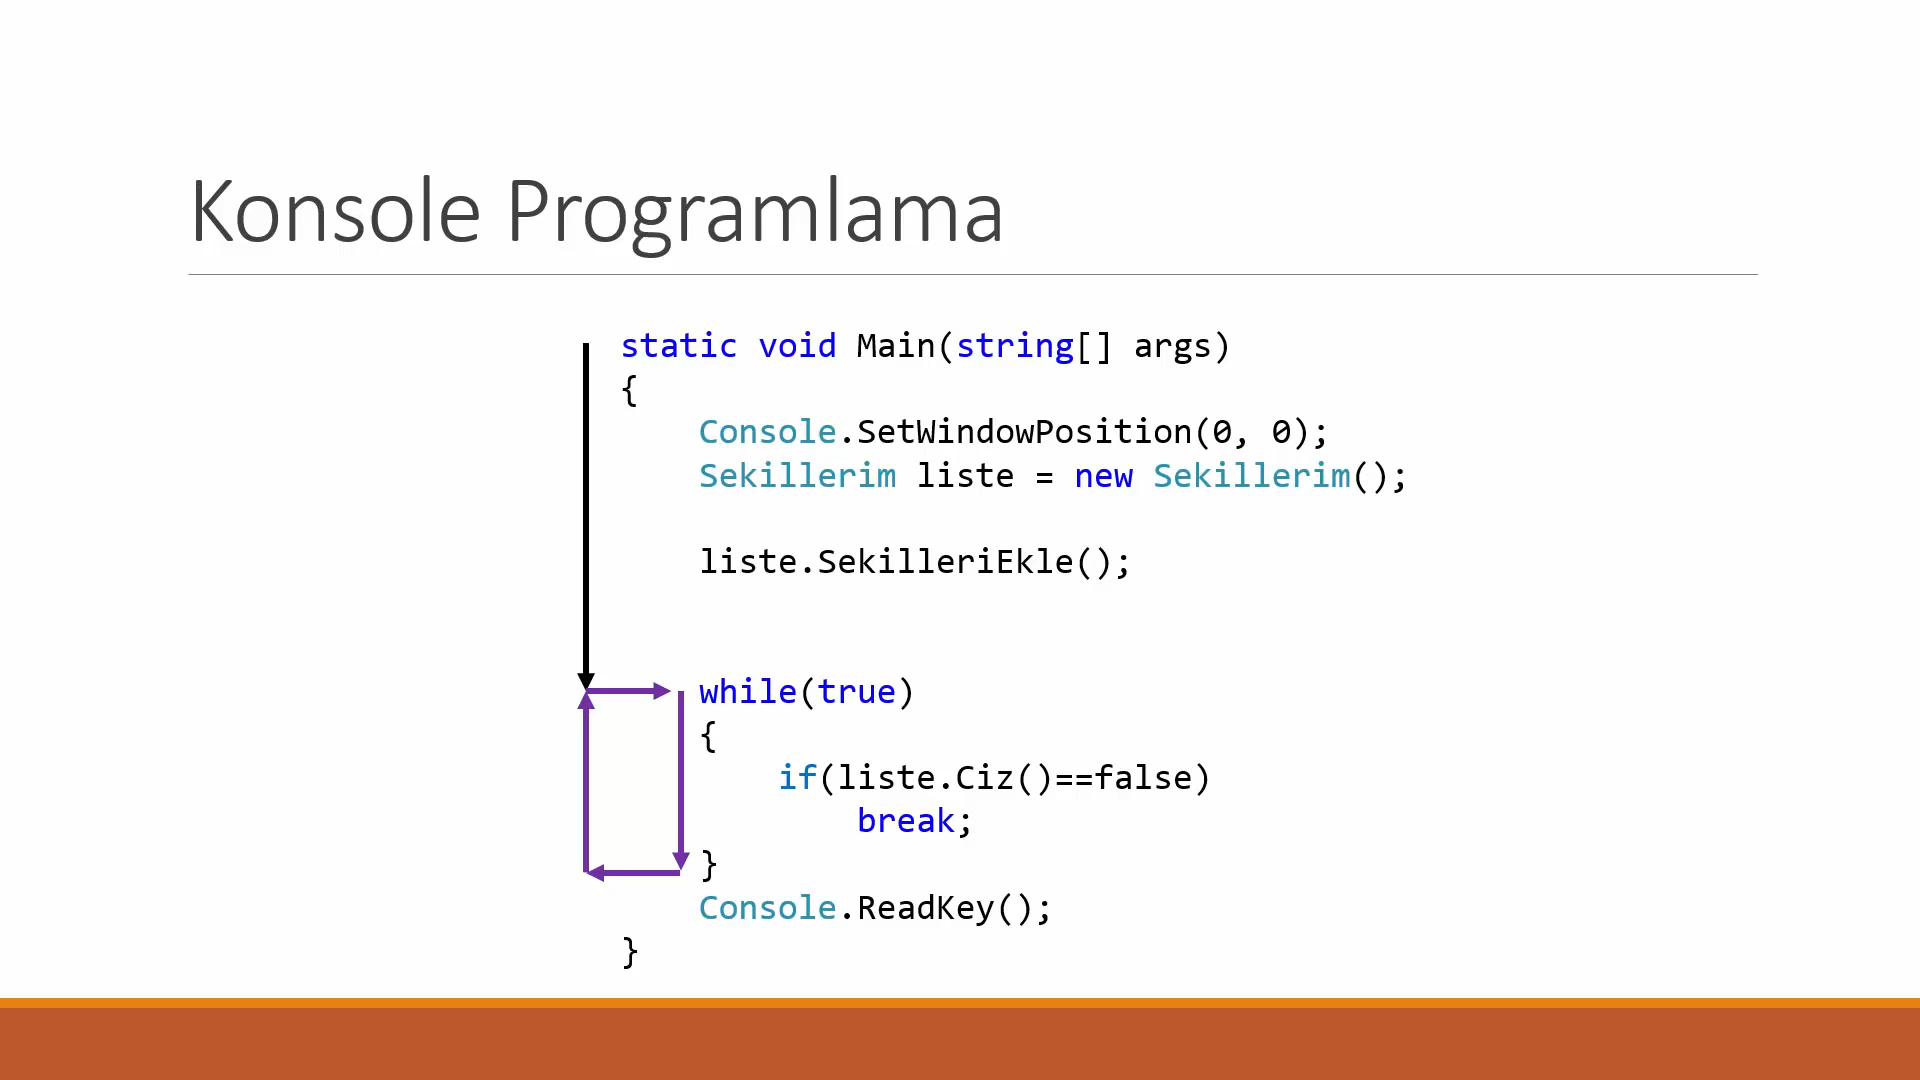 Konsole Programlama
static void Main(string[] args)
{
Console.SetWindowPosition(0, 0);
Sekillerim liste = new Sekillerim();
liste.SekilleriEkle();
while(true)
{
if(liste.Ciz()==false)
break;
}
Console.ReadKey();
}